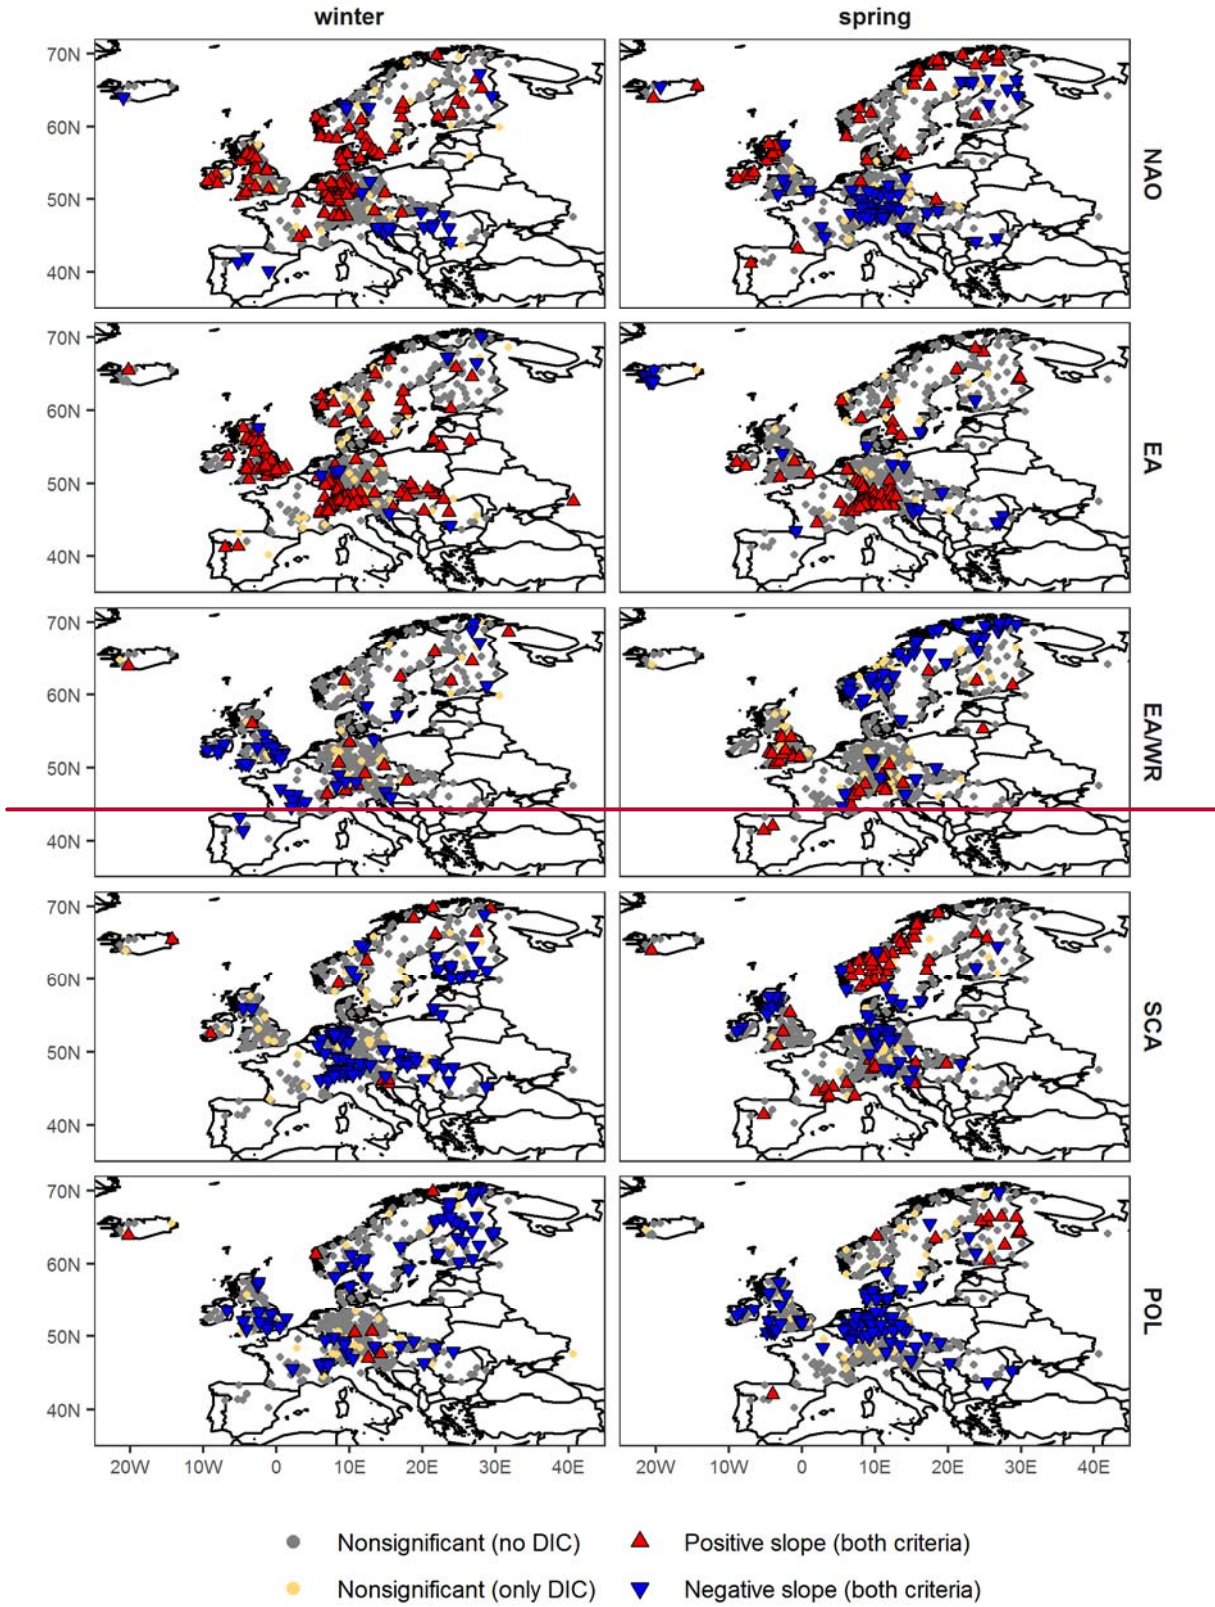 winter spring
70N
60N
50N
40N
NAO
70N
60N
50N
40N
EA
70N
60N
50N
40N
EA/WR
70N
60N
50N
40N
SCA
70N
60N
50N
40N
POL
20W 10W 0 10E 20E 30E 40E 20W 10W 0 10E 20E 30E 40E
Nonsignificant (no DIC) Positive slope (both criteria)
Nonsignificant (only DIC) Negative slope (both criteria)